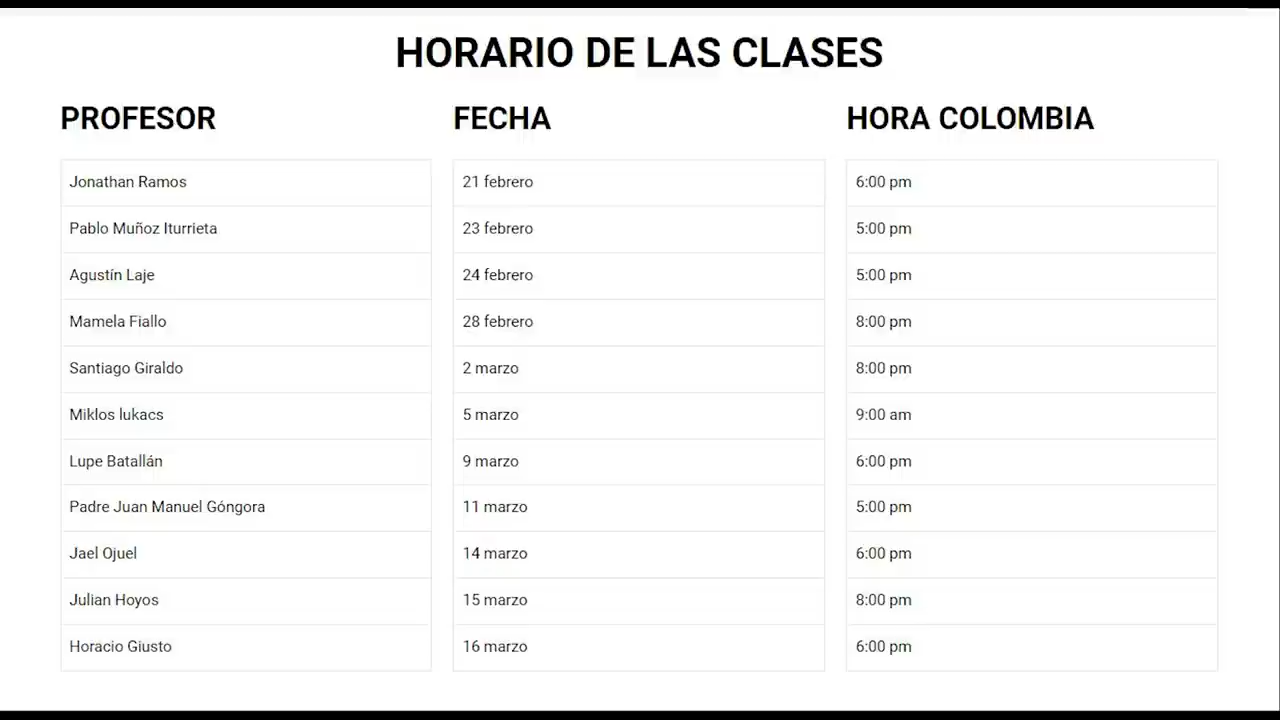 HORARIO DE LAS CLASES
PROFESOR FECHA HORA COLOMBIA
Jonathan Ramos 21 febrero 6:00 pm
Pablo Muñoz Iturrieta 23 febrero 5:00 pm
Agustín Laje 24 febrero 5:00 pm
Mamela Fiallo 28 febrero 8:00 pm
Santiago Giraldo 2 marzo 8:00 pm
Miklos lukacs 5 marzo 9:00 am
Lupe Batallán 9 marzo 6:00 pm
Padre Juan Manuel Góngora 11 marzo 5:00 pm
Jael Ojuel 14 marzo 6:00 pm
Julian Hoyos 15 marzo 8:00 pm
Horacio Giusto 16 marzo 6:00 pm